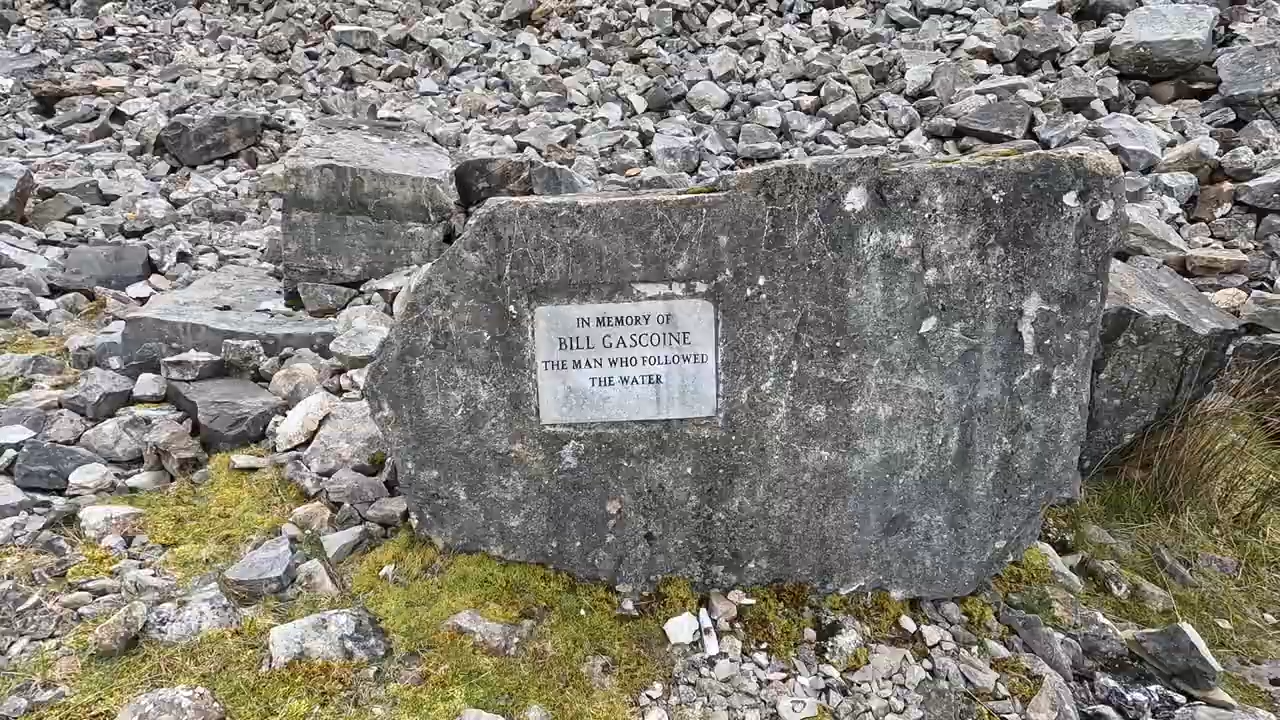 IN MEMORY OF
BILL GASCOINE
THE MAN WHO FOLLOWED
THE WATER